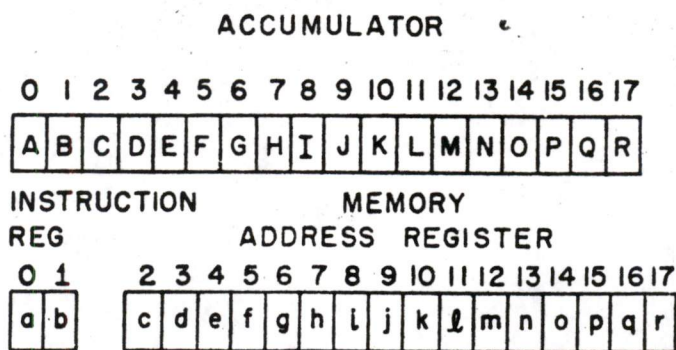 ACCUMULATOR
0 1 2 3 4 5 6 7 8 9 10 11 12 13 14 15 16 17
A B C D E F G H I J K L M N O P Q R
INSTRUCTION MEMORY
REG ADDRESS REGISTER
0 1 2 3 4 5 6 7 8 9 10 11 12 13 14 15 16 17
a b c d e f g h i j k l m n o p q r